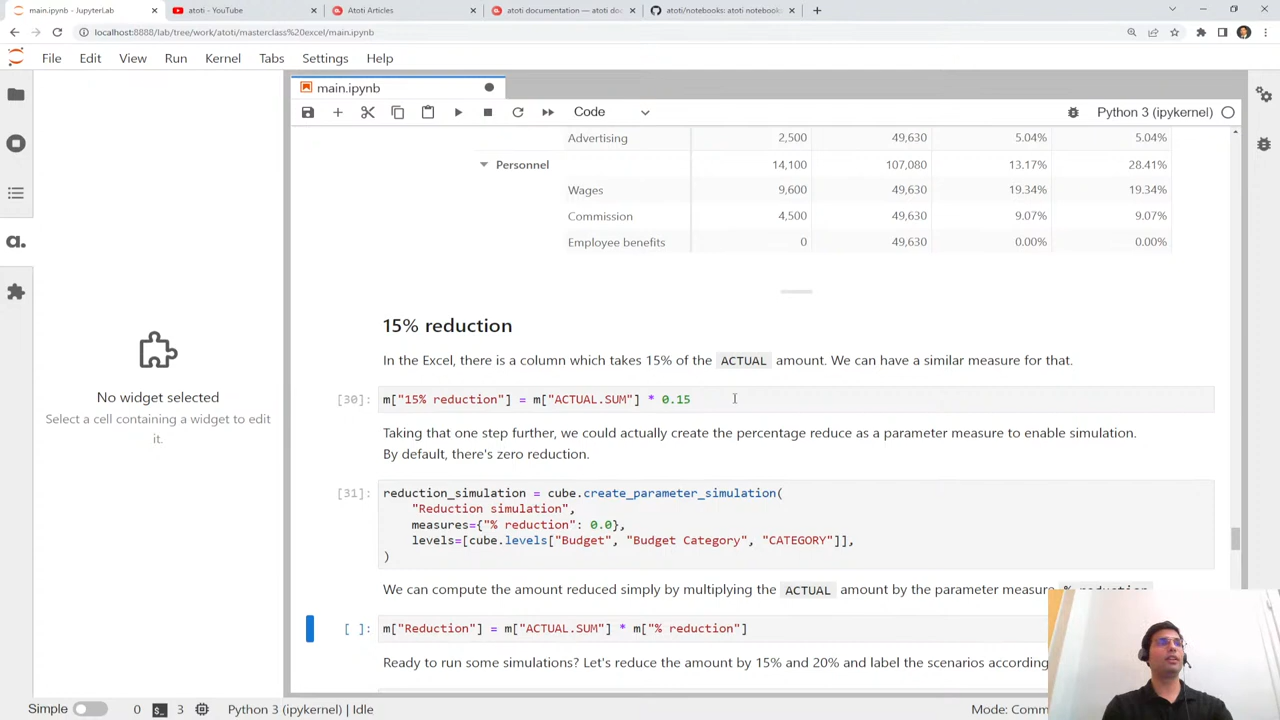 main.ipynb - JupyterLab
atoti - YouTube
Atoti Articles
atoti documentation — atoti doc
atoti/notebooks: atoti notebook
localhost:8888/lab/tree/work/atoti/masterclass%20excel/main.ipynb
File Edit View Run Kernel Tabs Settings Help
main.ipynb
Code
Python 3 (ipykernel)
Advertising 2,500 49,630 5.04% 5.04%
Personnel 14,100 107,080 13.17% 28.41%
Wages 9,600 49,630 19.34% 19.34%
Commission 4,500 49,630 9.07% 9.07%
Employee benefits 0 49,630 0.00% 0.00%
a.
No widget selected
Select a cell containing a widget to edit
it.
15% reduction
In the Excel, there is a column which takes 15% of the ACTUAL amount. We can have a similar measure for that.
[30]: m["15% reduction"] = m["ACTUAL.SUM"] * 0.15
Taking that one step further, we could actually create the percentage reduce as a parameter measure to enable simulation.
By default, there's zero reduction.
[31]: reduction_simulation = cube.create_parameter_simulation(
"Reduction simulation",
measures={"% reduction": 0.0},
levels=[cube.levels["Budget", "Budget Category", "CATEGORY"]],
)
We can compute the amount reduced simply by multiplying the ACTUAL amount by the parameter measure
[ ]: m["Reduction"] = m["ACTUAL.SUM"] * m["% reduction"]
Ready to run some simulations? Let's reduce the amount by 15% and 20% and label the scenarios according
Simple 0 3 Python 3 (ipykernel) | Idle
Mode: Comm